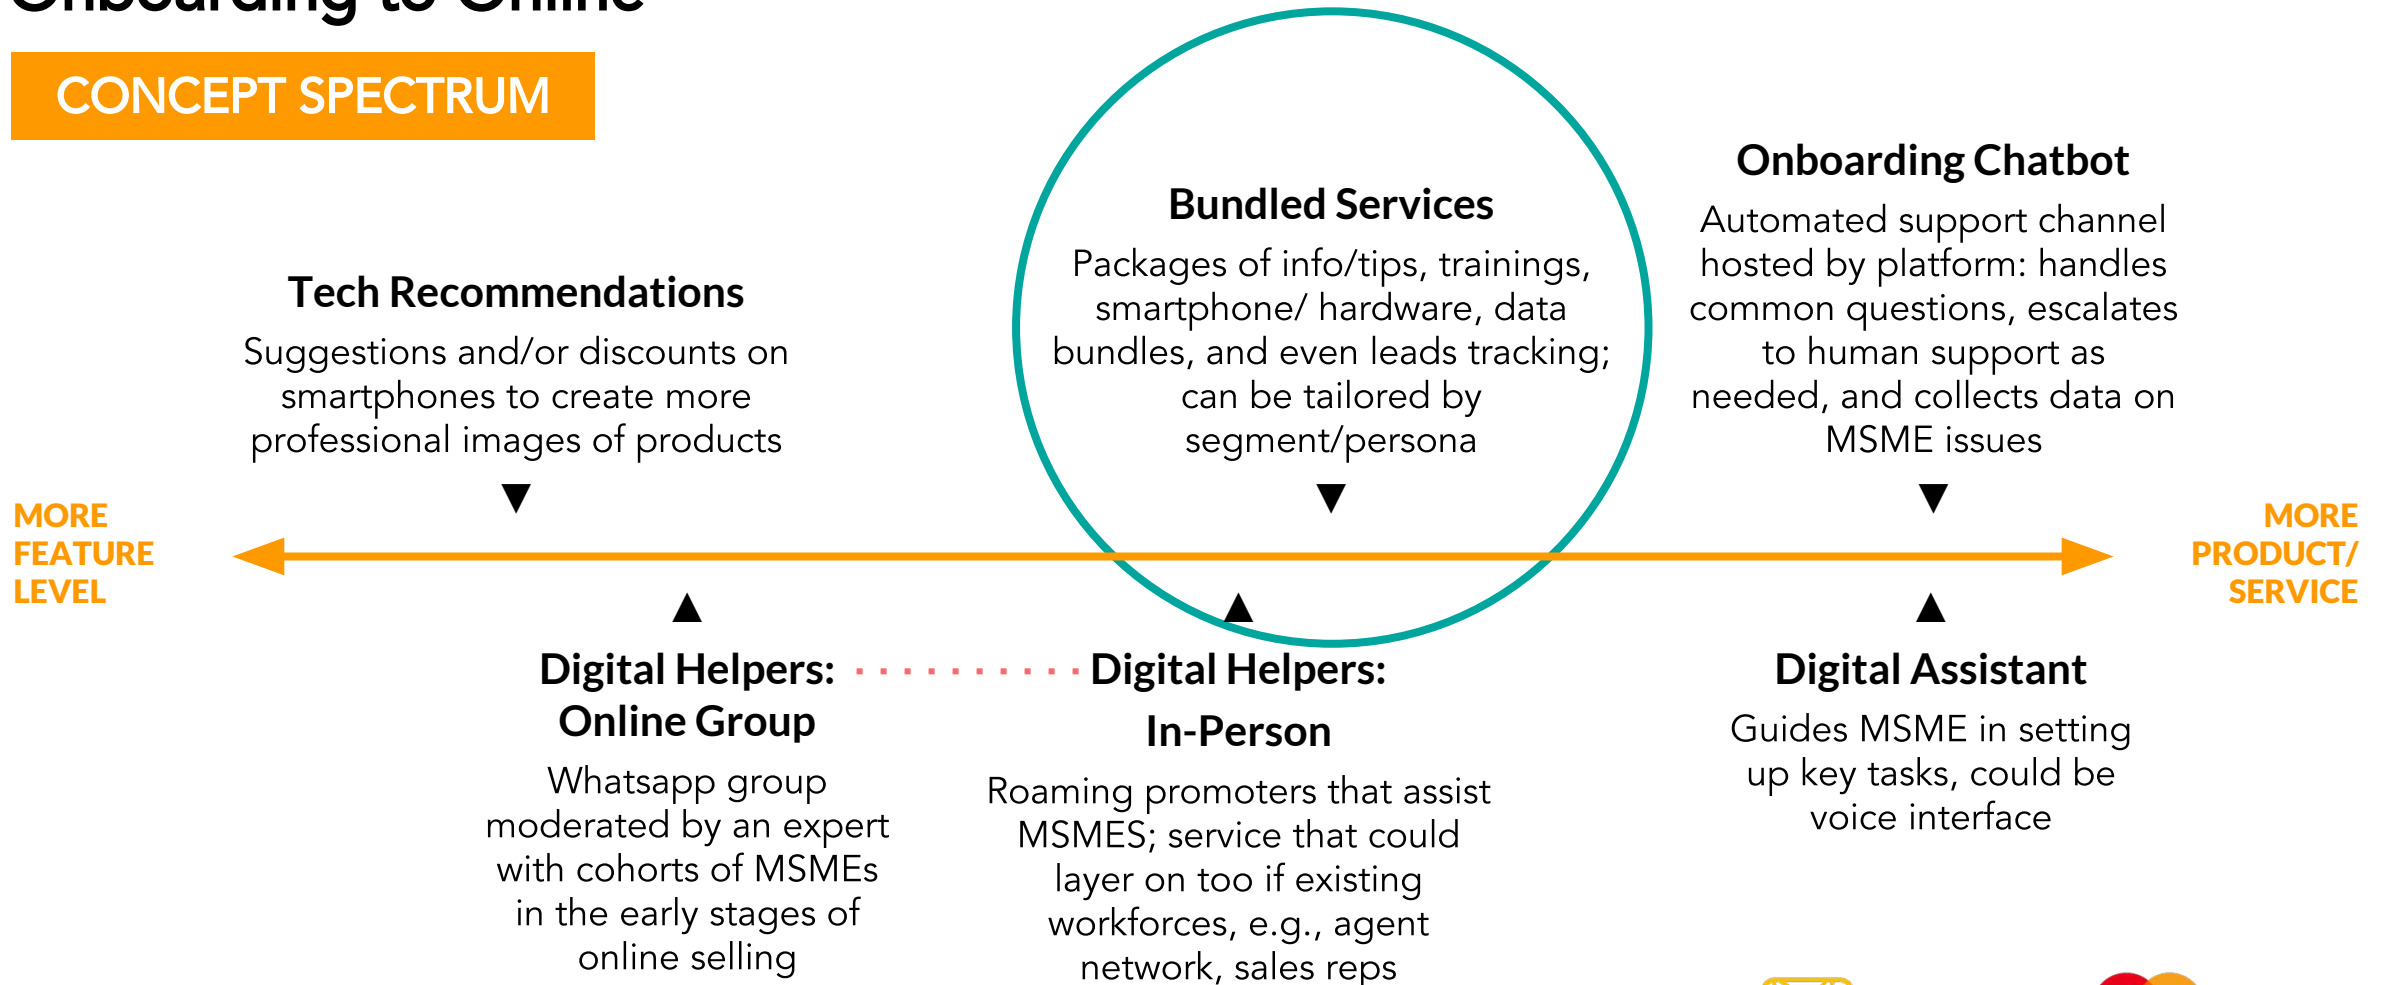 Onboarding to Online
CONCEPT SPECTRUM
Tech Recommendations
Suggestions and/or discounts on
smartphones to create more
professional images of products
Bundled Services
Packages of info/tips, trainings,
smartphone/ hardware, data
bundles, and even leads tracking;
can be tailored by
segment/persona
Onboarding Chatbot
Automated support channel
hosted by platform: handles
common questions, escalates
to human support as
needed, and collects data on
MSME issues
MORE
FEATURE
LEVEL
MORE
PRODUCT/
SERVICE
Digital Helpers:
Online Group
Whatsapp group
moderated by an expert
with cohorts of MSMEs
in the early stages of
online selling
Digital Helpers:
In-Person
Roaming promoters that assist
MSMES; service that could
layer on too if existing
workforces, e.g., agent
network, sales reps
Digital Assistant
Guides MSME in setting
up key tasks, could be
voice interface